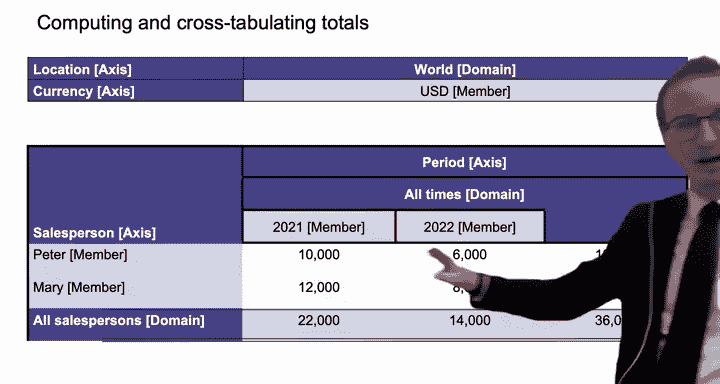 Computing and cross-tabulating totals
Location [Axis] World [Domain]
Currency [Axis] USD [Member]
Period [Axis]
All times [Domain]
Salesperson [Axis] 2021 [Member] 2022 [Member]
Peter [Member] 10,000 6,000
Mary [Member] 12,000
All salespersons [Domain] 22,000 14,000